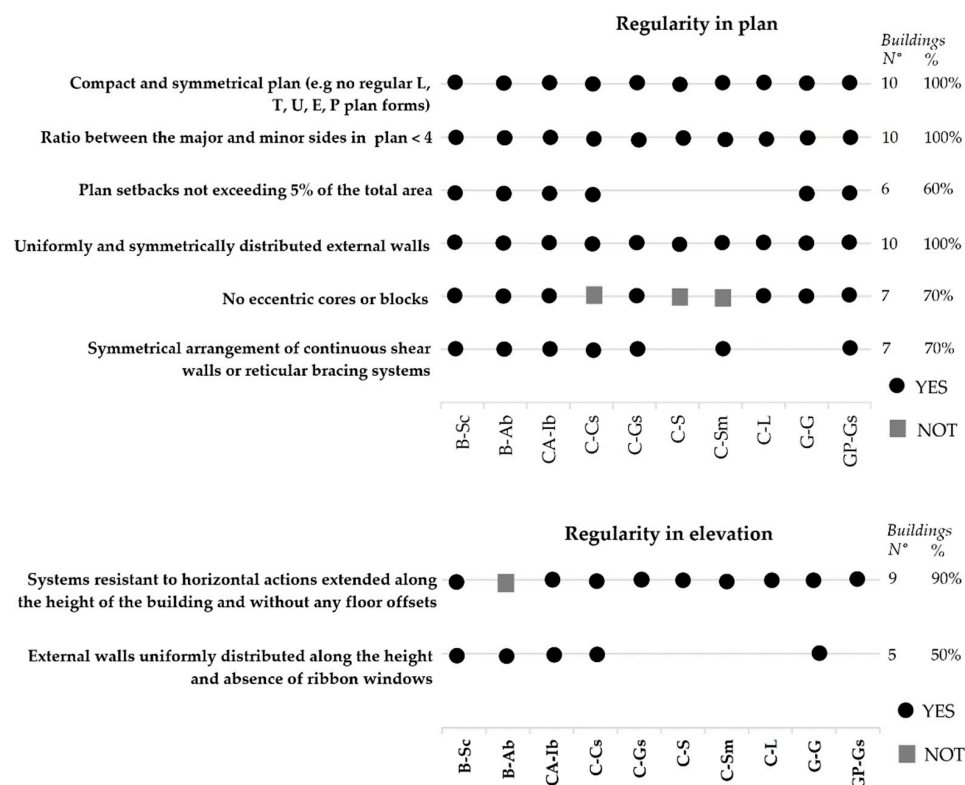 Regularity in plan
Buildings
N° %
Compact and symmetrical plan (e.g no regular L,
T, U, E, P plan forms)
10 100%
Ratio between the major and minor sides in plan < 4
10 100%
Plan setbacks not exceeding 5% of the total area
6 60%
Uniformly and symmetrically distributed external walls
10 100%
No eccentric cores or blocks
7 70%
Symmetrical arrangement of continuous shear
walls or reticular bracing systems
7 70%
YES
NOT
B-Sc
B-Ab
CA-Ib
C-Cs
C-Gs
C-S
C-Sm
C-L
G-G
GP-Gs
Regularity in elevation
Buildings
N° %
Systems resistant to horizontal actions extended along
the height of the building and without any floor offsets
9 90%
External walls uniformly distributed along the height
and absence of ribbon windows
5 50%
YES
NOT
B-Sc
B-Ab
CA-Ib
C-Cs
C-Gs
C-S
C-Sm
C-L
G-G
GP-Gs